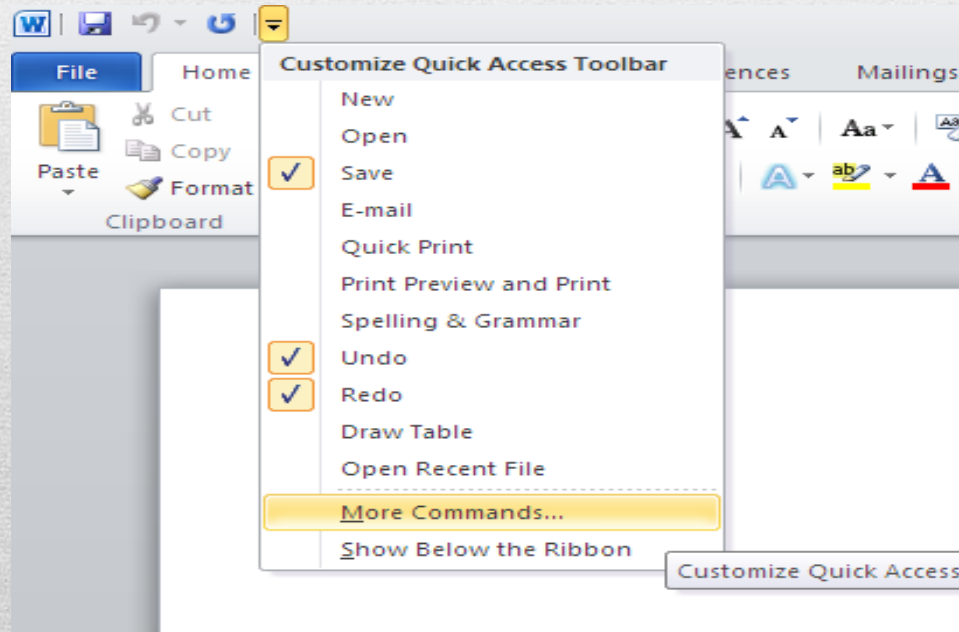 W
File Home ences Mailings
Cut
Copy
Paste
Format
Clipboard
A A Aa
A ab A
Customize Quick Access Toolbar
New
Open
Save
E-mail
Quick Print
Print Preview and Print
Spelling & Grammar
Undo
Redo
Draw Table
Open Recent File
More Commands...
Show Below the Ribbon
Customize Quick Access